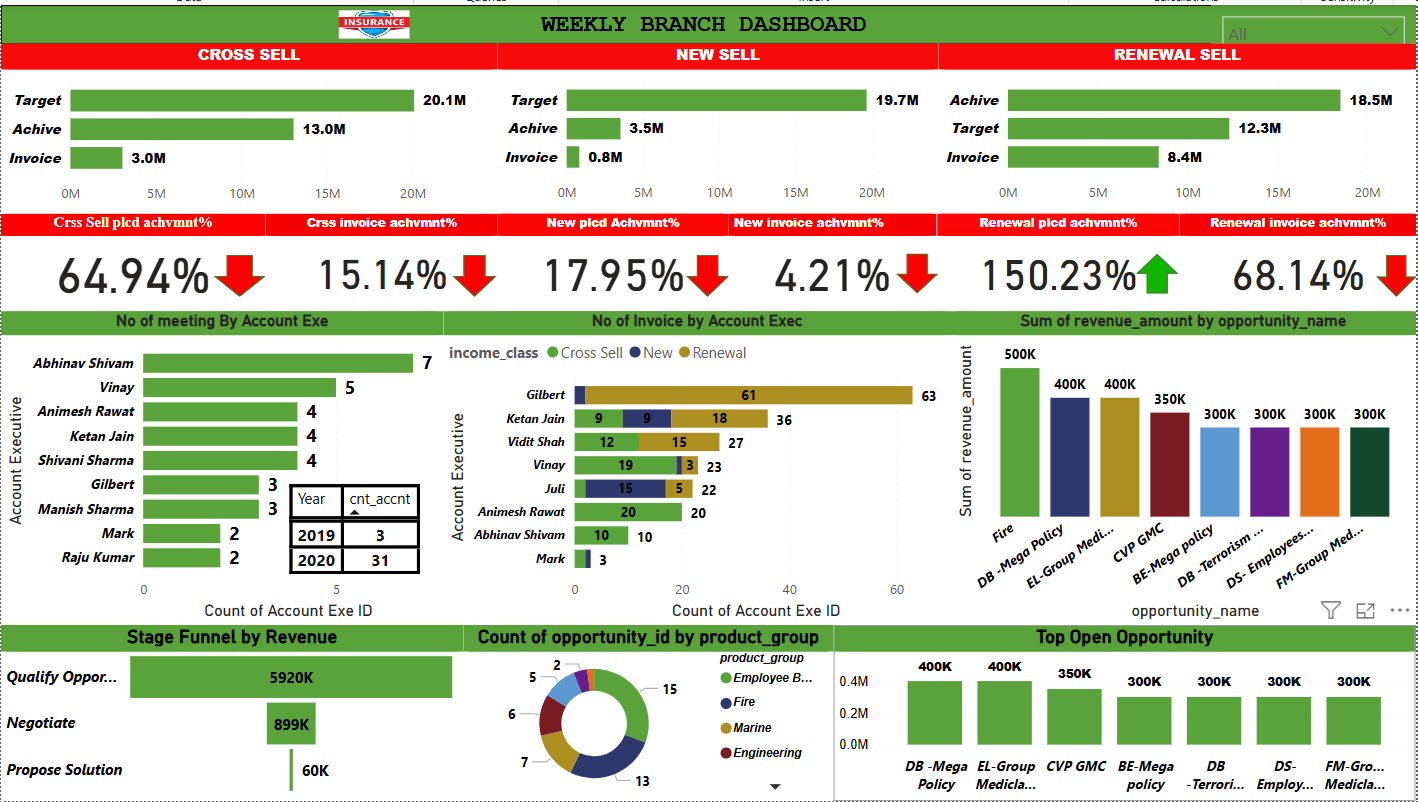 INSURANCE
WEEKLY BRANCH DASHBOARD
All
CROSS SELL
NEW SELL
RENEWAL SELL
Target 20.1M
Achive 13.0M
Invoice 3.0M
0M 5M 10M 15M 20M
Target 19.7M
Achive 3.5M
Invoice 0.8M
0M 5M 10M 15M 20M
Achive 18.5M
Target 12.3M
Invoice 8.4M
0M 5M 10M 15M 20M
Crss Sell plcd achvmnt%
Crss invoice achvmnt%
New plcd Achvmnt%
New invoice achvmnt%
Renewal plcd achvmnt%
Renewal invoice achvmnt%
64.94%
15.14%
17.95%
4.21%
150.23%
68.14%
No of meeting By Account Exe
Account Executive
Abhinav Shivam 7
Vinay 5
Animesh Rawat 4
Ketan Jain 4
Shivani Sharma 4
Gilbert 3
Manish Sharma 3
Mark 2
Raju Kumar 2
0 5
Count of Account Exe ID
Year cnt_accnt
2019 3
2020 31
No of Invoice by Account Exec
income_class Cross Sell New Renewal
Account Executive
Gilbert 61 63
Ketan Jain 9 9 18 36
Vidit Shah 12 15 27
Vinay 19 3 23
Juli 15 5 22
Animesh Rawat 20 20
Abhinav Shivam 10 10
Mark 3
0 20 40 60
Count of Account Exe ID
Sum of revenue_amount by opportunity_name
Sum of revenue_amount
500K 400K 400K 350K 300K 300K 300K 300K
Fire
DB -Mega Policy
EL-Group Medi...
CVP GMC
BE-Mega policy
DB -Terrorism ...
DS- Employees...
FM-Group Med...
opportunity_name
Stage Funnel by Revenue
Qualify Oppor... 5920K
Negotiate 899K
Propose Solution 60K
Count of opportunity_id by product_group
15
13
7
6
5
2
product_group
Employee B...
Fire
Marine
Engineering
Top Open Opportunity
0.4M
0.2M
0.0M
400K 400K 350K 300K 300K 300K 300K
DB -Mega Policy
EL-Group Medicla...
CVP GMC
BE-Mega policy
DB -Terrori...
DS- Employ...
FM-Gro... Medicla...